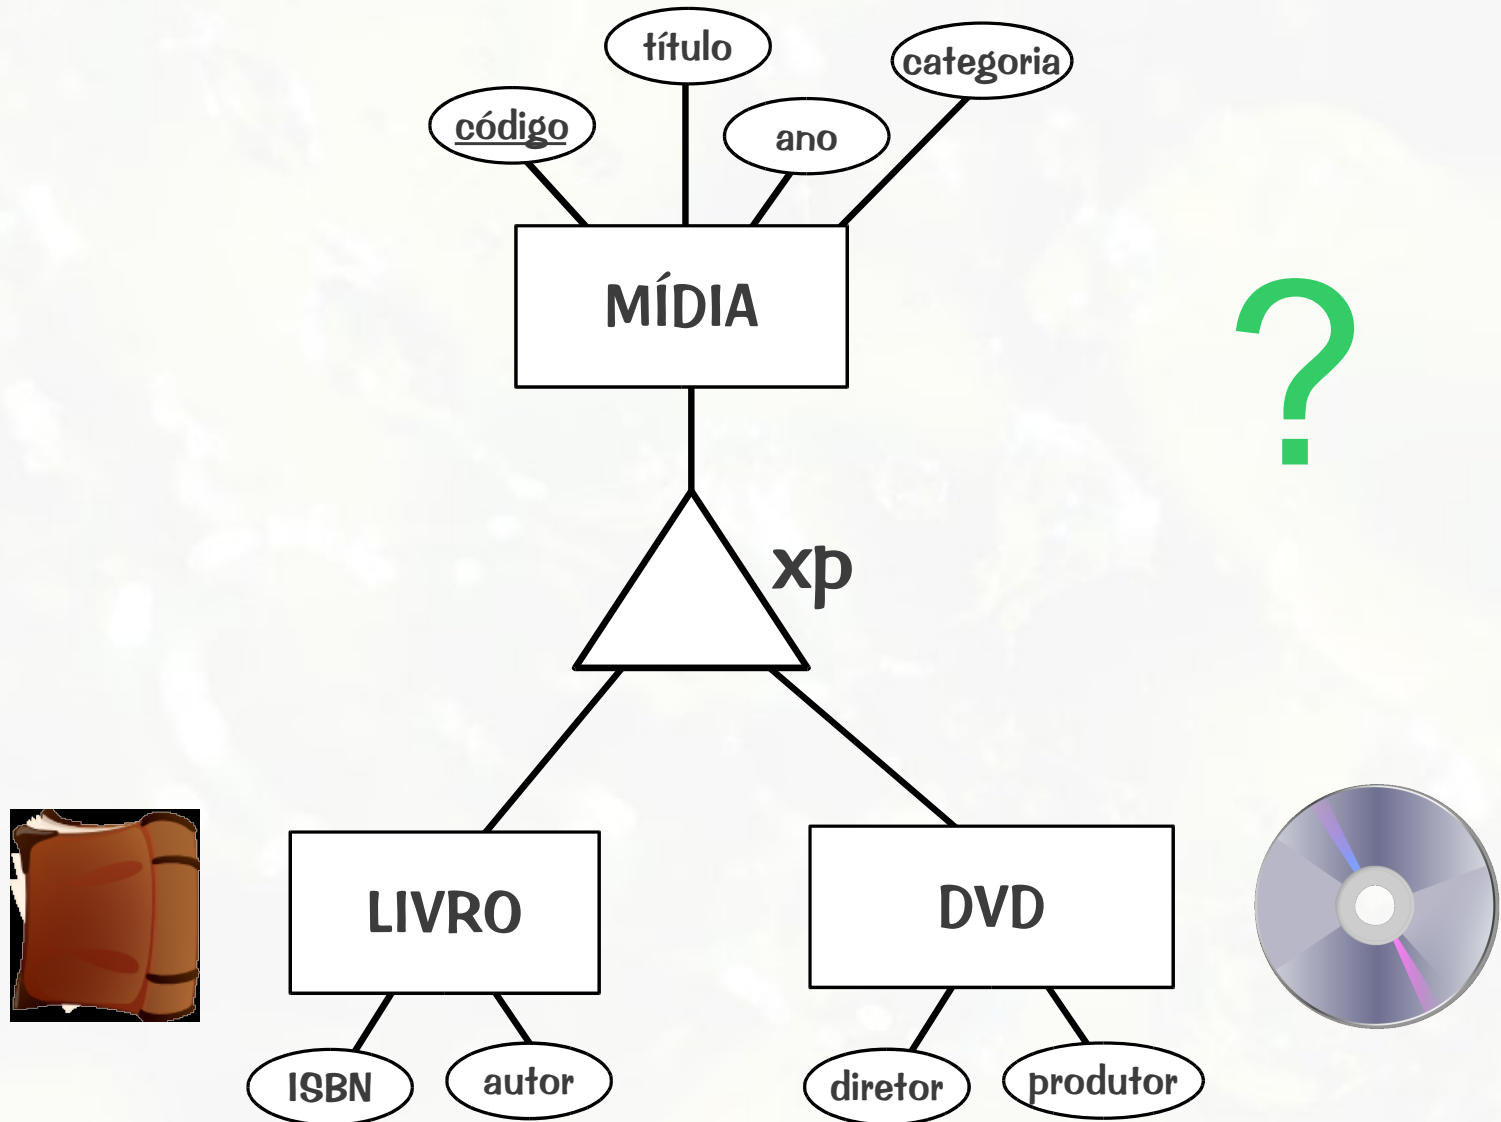 título
categoria
código
ano
MÍDIA
?
xp
LIVRO
DVD
ISBN
autor
diretor
produtor